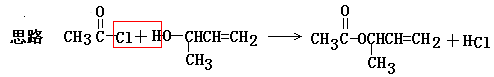 O O
思路 CH3C-Cl + HO-CHCH=CH2 → CH3C-OCHCH=CH2 + HCl
CH3 CH3